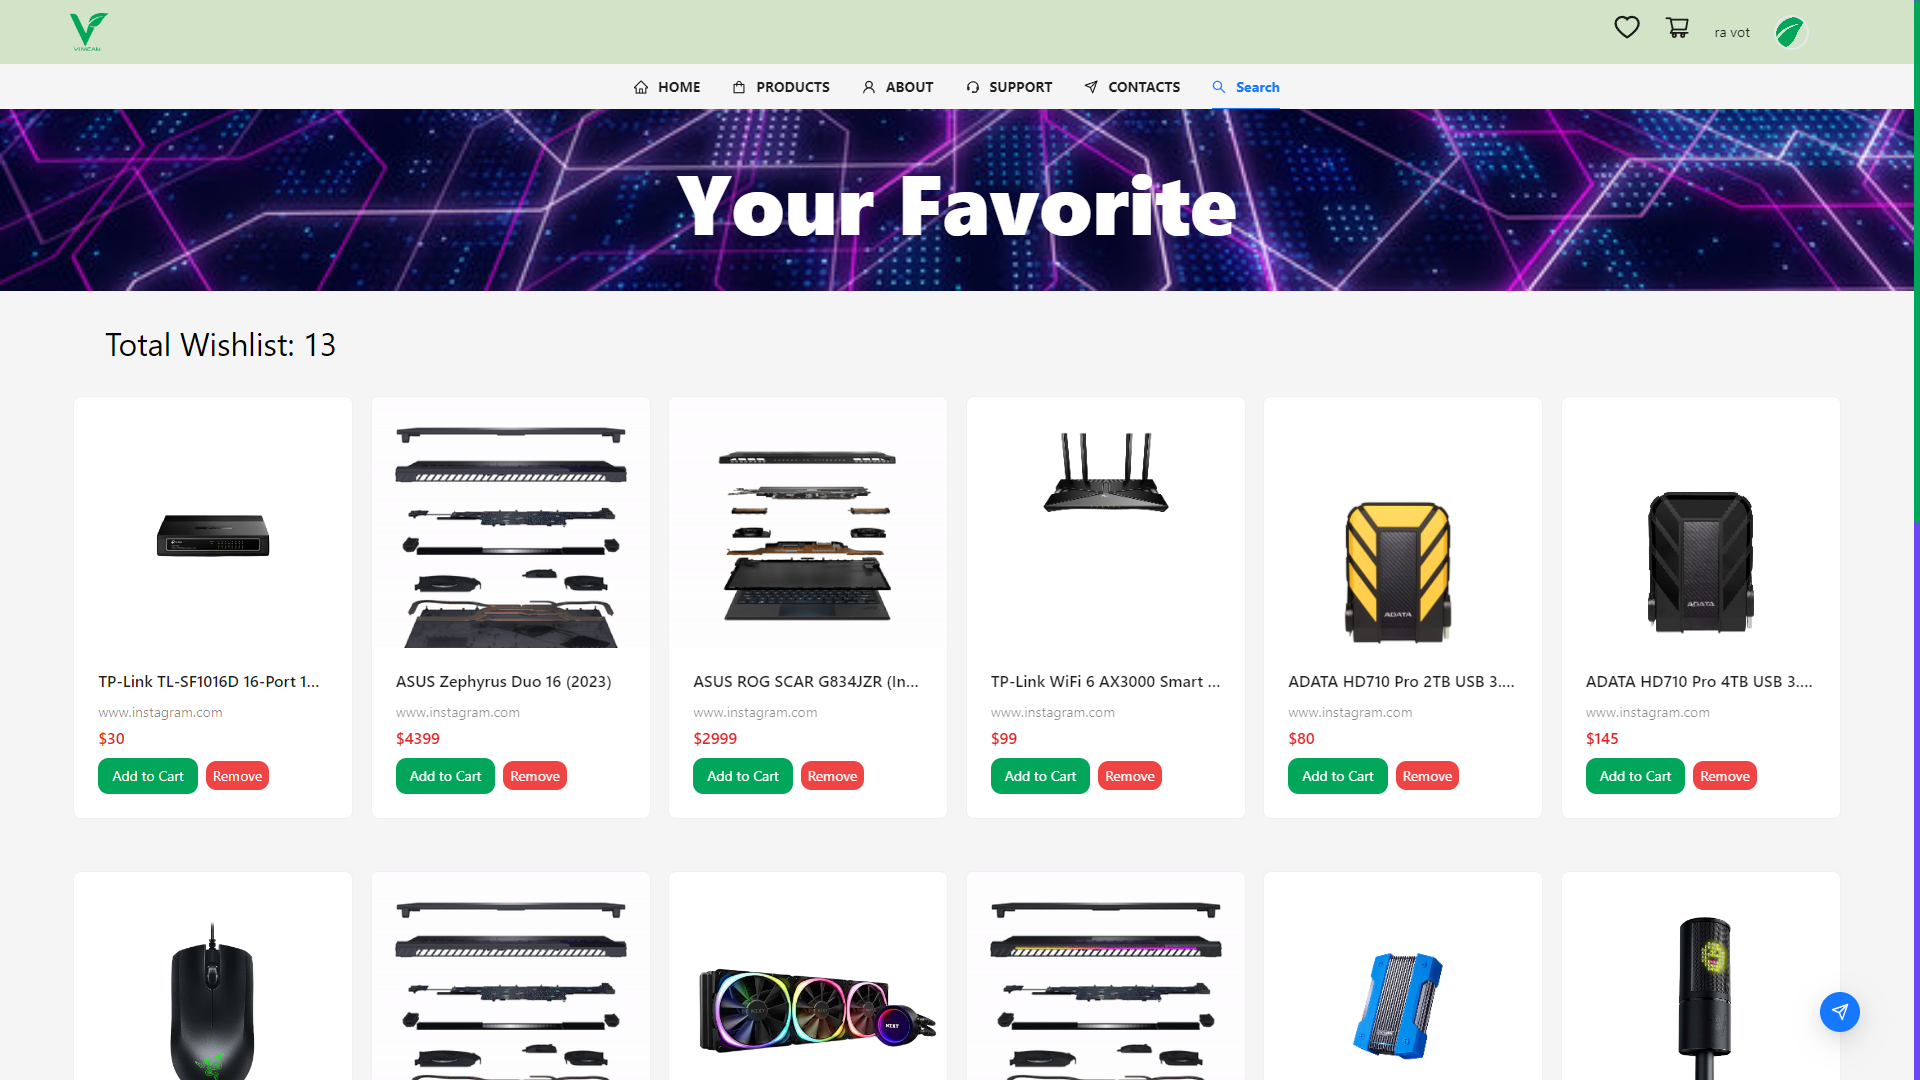 VIMEAN
ra vot
HOME
PRODUCTS
ABOUT
SUPPORT
CONTACTS
Search
Your Favorite
Total Wishlist: 13
ADATA
ADATA
TP-Link TL-SF1016D 16-Port 1...
www.instagram.com
$30
Add to Cart
Remove
ASUS Zephyrus Duo 16 (2023)
www.instagram.com
$4399
Add to Cart
Remove
ASUS ROG SCAR G834JZR (In...
www.instagram.com
$2999
Add to Cart
Remove
TP-Link WiFi 6 AX3000 Smart ...
www.instagram.com
$99
Add to Cart
Remove
ADATA HD710 Pro 2TB USB 3....
www.instagram.com
$80
Add to Cart
Remove
ADATA HD710 Pro 4TB USB 3....
www.instagram.com
$145
Add to Cart
Remove
NZXT